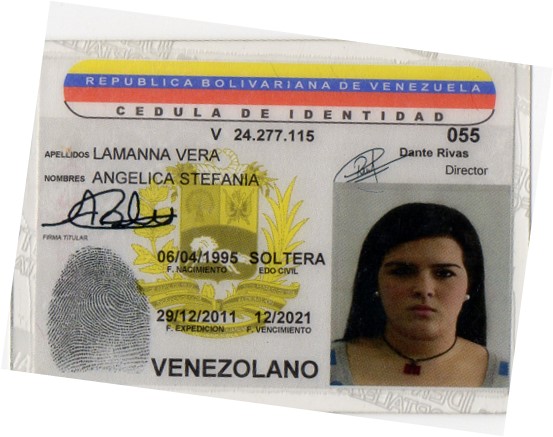 REPUBLICA BOLIVARIANA DE VENEZUELA
CEDULA DE IDENTIDAD
V 24.277.115 055
APELLIDOS LAMANNA VERA
Dante Rivas
Director
NOMBRES ANGELICA STEFANIA
FIRMA TITULAR
06/04/1995 SOLTERA
F. NACIMIENTO EDO CIVIL
29/12/2011 12/2021
F. EXPEDICION F. VENCIMIENTO
VENEZOLANO